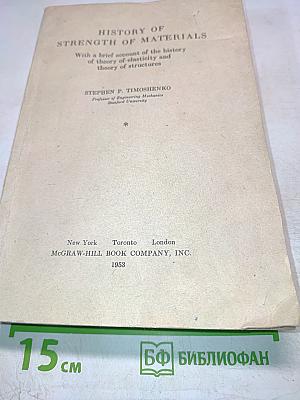 HISTORY OF
STRENGTH OF MATERIALS
With a brief account of the history
of theory of elasticity and
theory of structures
STEPHEN P. TIMOSHENKO
Professor of Engineering Mechanics
Stanford University
*
New York Toronto London
McGRAW-HILL BOOK COMPANY, INC.
1953
15 СМ
БФ БИБЛИОФАН